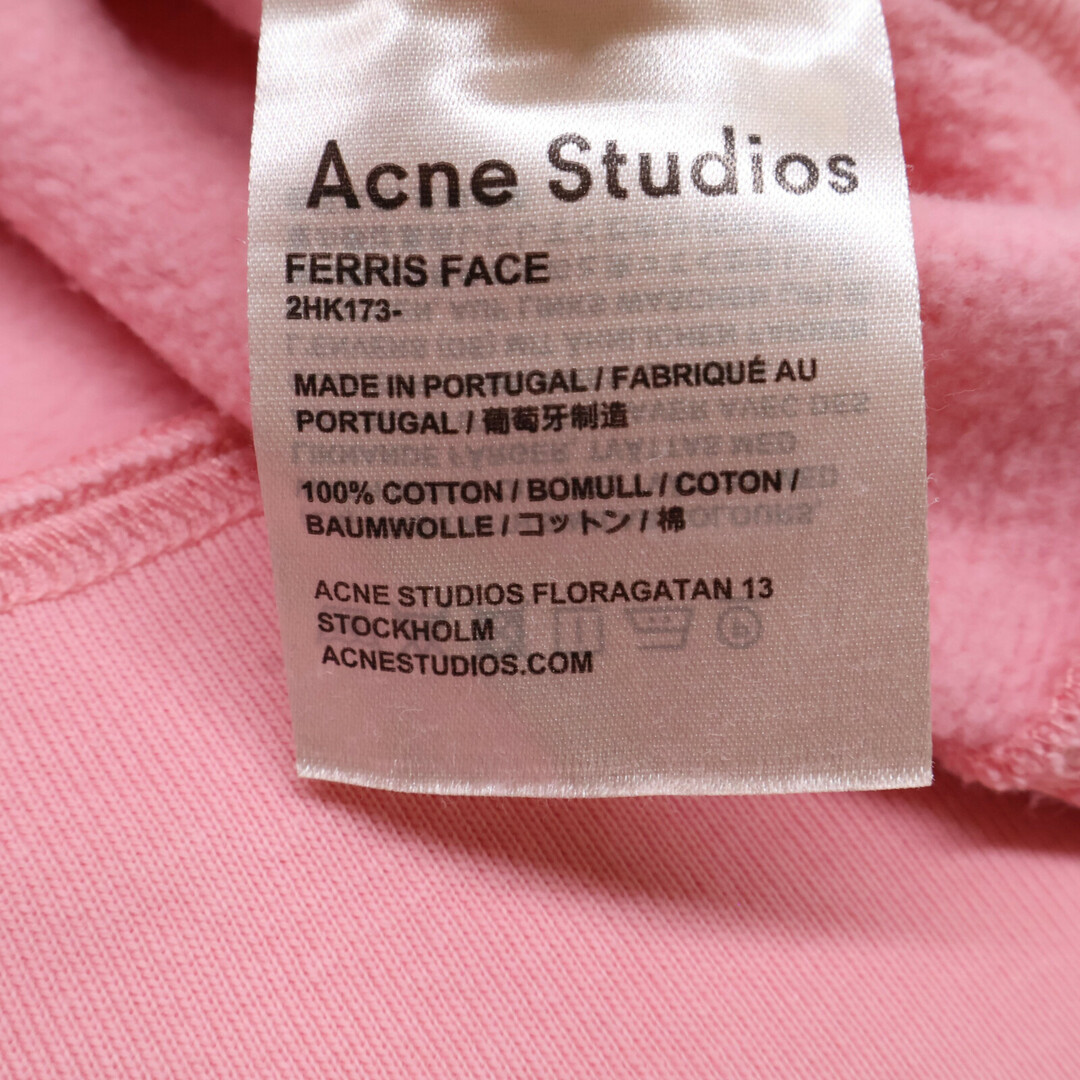 Acne Studios
FERRIS FACE
2HK173-
MADE IN PORTUGAL / FABRIQUÉ AU
PORTUGAL / 葡萄牙制造
100% COTTON / BOMULL / COTON /
BAUMWOLLE / コットン / 棉
ACNE STUDIOS FLORAGATAN 13
STOCKHOLM
ACNESTUDIOS.COM